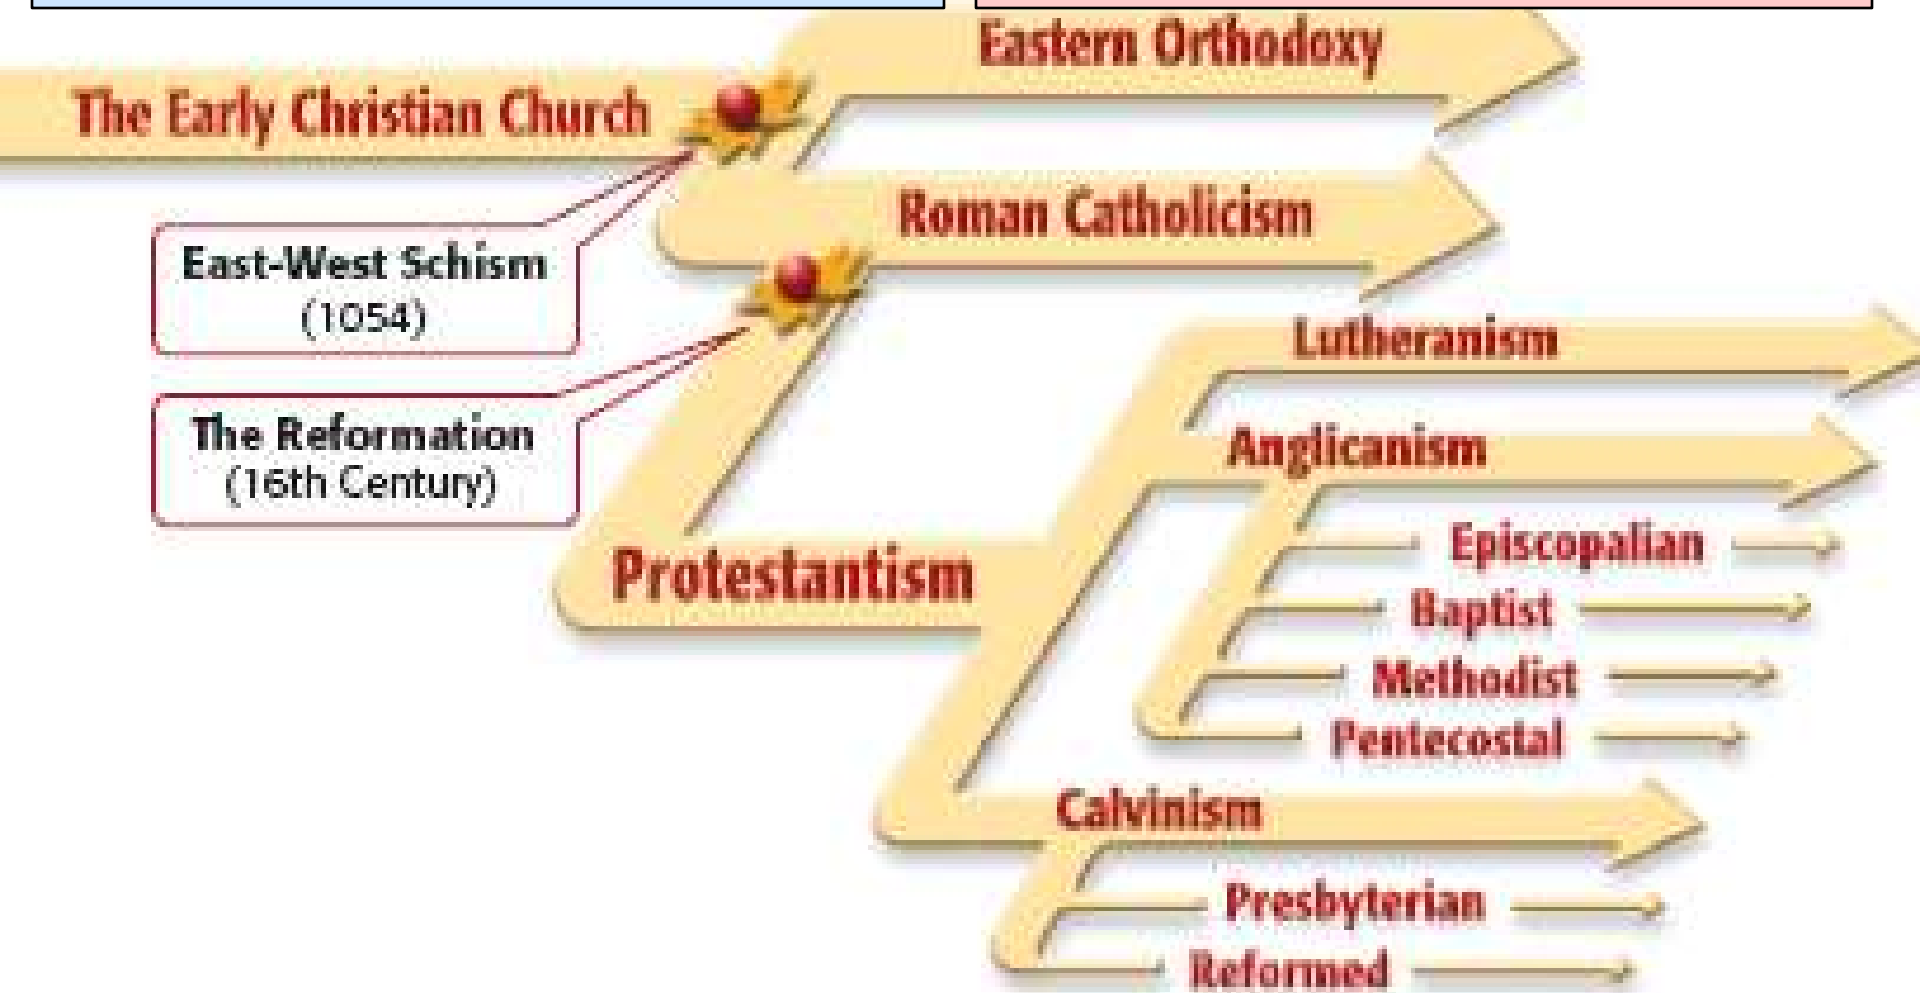 Eastern Orthodoxy
The Early Christian Church
Roman Catholicism
East-West Schism
(1054)
Lutheranism
The Reformation
(16th Century)
Anglicanism
Episcopalian
Protestantism
Baptist
Methodist
Pentecostal
Calvinism
Presbyterian
Reformed